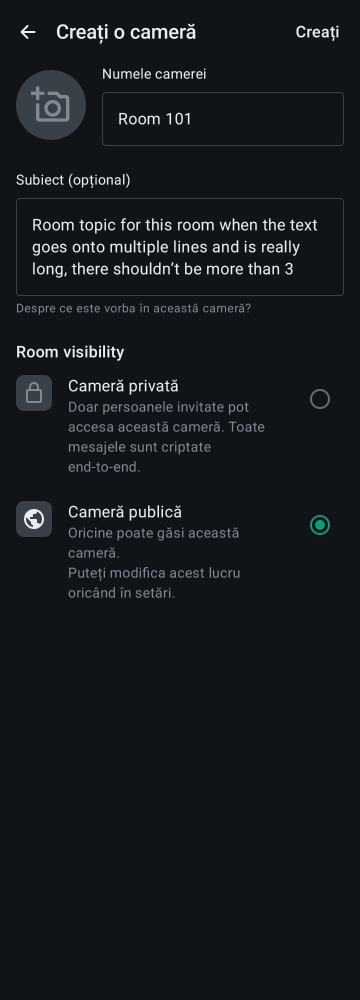 Creați o cameră
Creați
Numele camerei
Room 101
Subiect (opțional)
Room topic for this room when the text
goes onto multiple lines and is really
long, there shouldn’t be more than 3
Despre ce este vorba în această cameră?
Room visibility
Cameră privată
Doar persoanele invitate pot
accesa această cameră. Toate
mesajele sunt criptate
end-to-end.
Cameră publică
Oricine poate găsi această
cameră.
Puteți modifica acest lucru
oricând în setări.